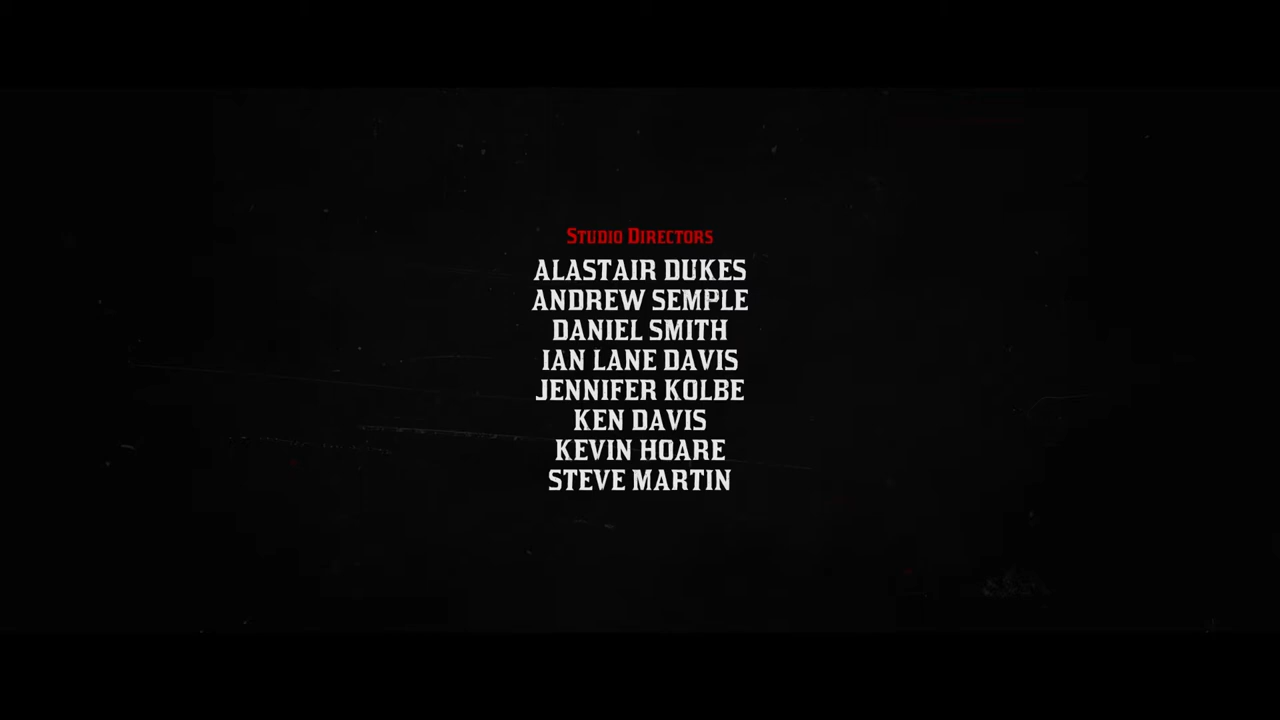 Studio Directors
ALASTAIR DUKES
ANDREW SEMPLE
DANIEL SMITH
IAN LANE DAVIS
JENNIFER KOLBE
KEN DAVIS
KEVIN HOARE
STEVE MARTIN